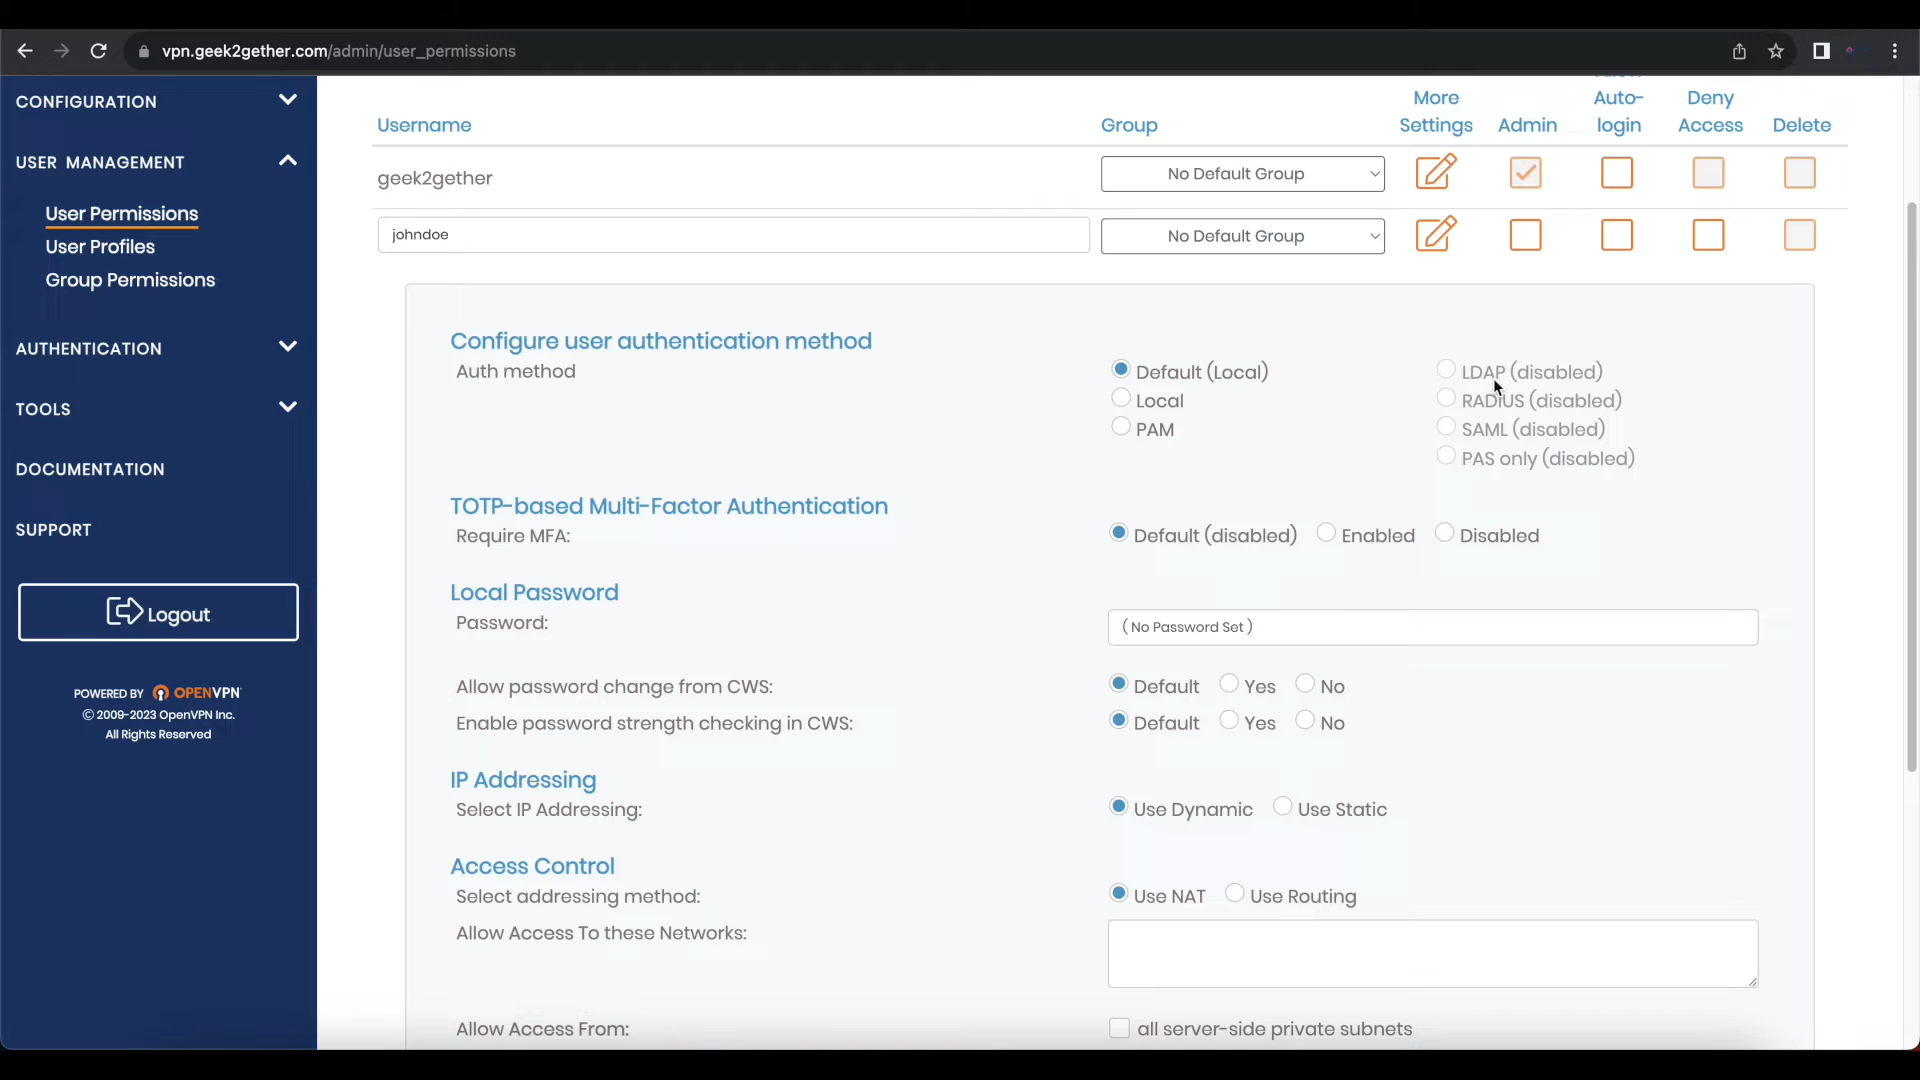 vpn.geek2gether.com/admin/user_permissions
CONFIGURATION
USER MANAGEMENT
User Permissions
User Profiles
Group Permissions
AUTHENTICATION
TOOLS
DOCUMENTATION
SUPPORT
Logout
POWERED BY OPENVPN
© 2009-2023 OpenVPN Inc.
All Rights Reserved
Username
Group
More
Settings
Admin
Auto-
login
Deny
Access
Delete
geek2gether
No Default Group
johndoe
No Default Group
Configure user authentication method
Auth method
Default (Local)
Local
PAM
LDAP (disabled)
RADIUS (disabled)
SAML (disabled)
PAS only (disabled)
TOTP-based Multi-Factor Authentication
Require MFA:
Default (disabled) Enabled Disabled
Local Password
Password:
( No Password Set )
Allow password change from CWS:
Default Yes No
Enable password strength checking in CWS:
Default Yes No
IP Addressing
Select IP Addressing:
Use Dynamic Use Static
Access Control
Select addressing method:
Use NAT Use Routing
Allow Access To these Networks:
Allow Access From:
all server-side private subnets